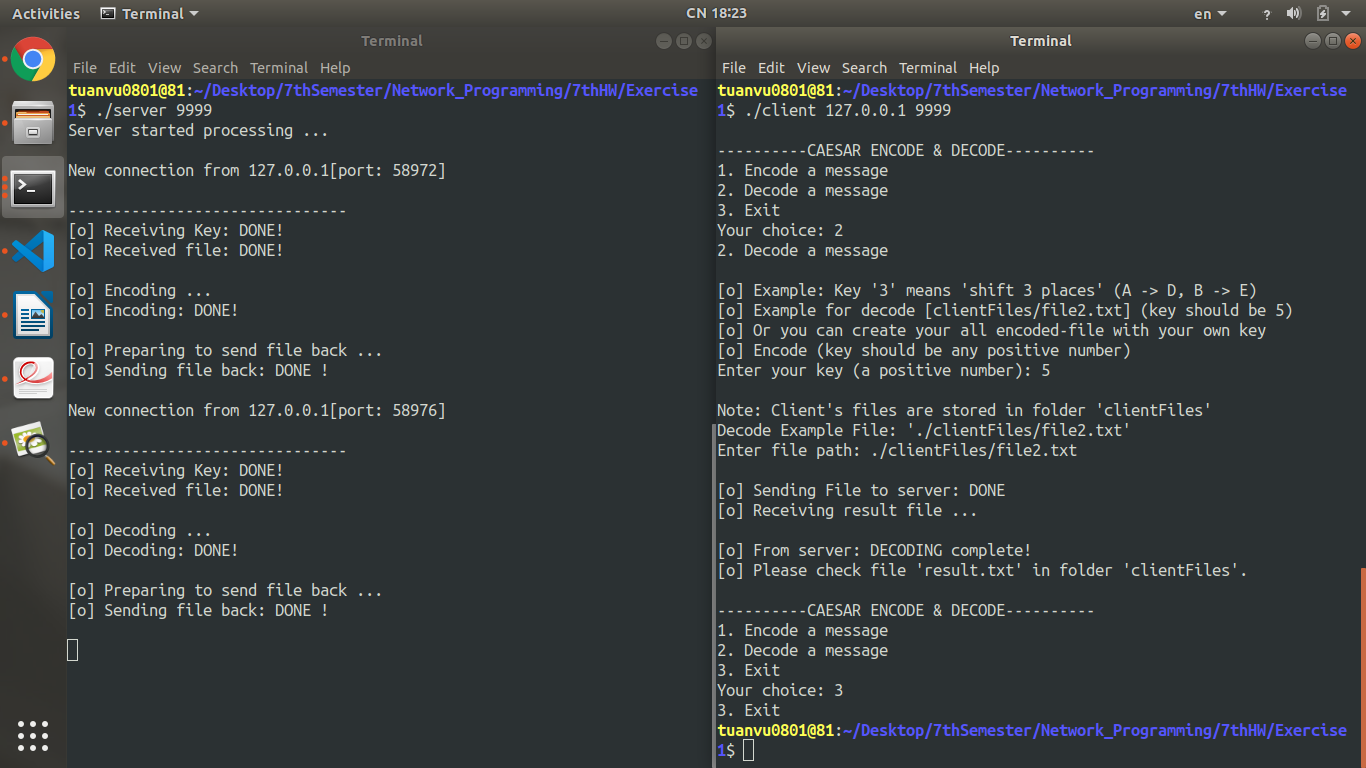 Activities Terminal CN 18:23 en ?
Terminal
File Edit View Search Terminal Help
tuanvu0801@81:~/Desktop/7thSemester/Network_Programming/7thHW/Exercise
1$ ./server 9999
Server started processing ...
New connection from 127.0.0.1[port: 58972]
-------------------------------
[o] Receiving Key: DONE!
[o] Received file: DONE!
[o] Encoding ...
[o] Encoding: DONE!
[o] Preparing to send file back ...
[o] Sending file back: DONE !
New connection from 127.0.0.1[port: 58976]
-------------------------------
[o] Receiving Key: DONE!
[o] Received file: DONE!
[o] Decoding ...
[o] Decoding: DONE!
[o] Preparing to send file back ...
[o] Sending file back: DONE !
Terminal
File Edit View Search Terminal Help
tuanvu0801@81:~/Desktop/7thSemester/Network_Programming/7thHW/Exercise
1$ ./client 127.0.0.1 9999
----------CAESAR ENCODE & DECODE----------
1. Encode a message
2. Decode a message
3. Exit
Your choice: 2
2. Decode a message
[o] Example: Key '3' means 'shift 3 places' (A -> D, B -> E)
[o] Example for decode [clientFiles/file2.txt] (key should be 5)
[o] Or you can create your all encoded-file with your own key
[o] Encode (key should be any positive number)
Enter your key (a positive number): 5
Note: Client's files are stored in folder 'clientFiles'
Decode Example File: './clientFiles/file2.txt'
Enter file path: ./clientFiles/file2.txt
[o] Sending File to server: DONE
[o] Receiving result file ...
[o] From server: DECODING complete!
[o] Please check file 'result.txt' in folder 'clientFiles'.
----------CAESAR ENCODE & DECODE----------
1. Encode a message
2. Decode a message
3. Exit
Your choice: 3
3. Exit
tuanvu0801@81:~/Desktop/7thSemester/Network_Programming/7thHW/Exercise
1$